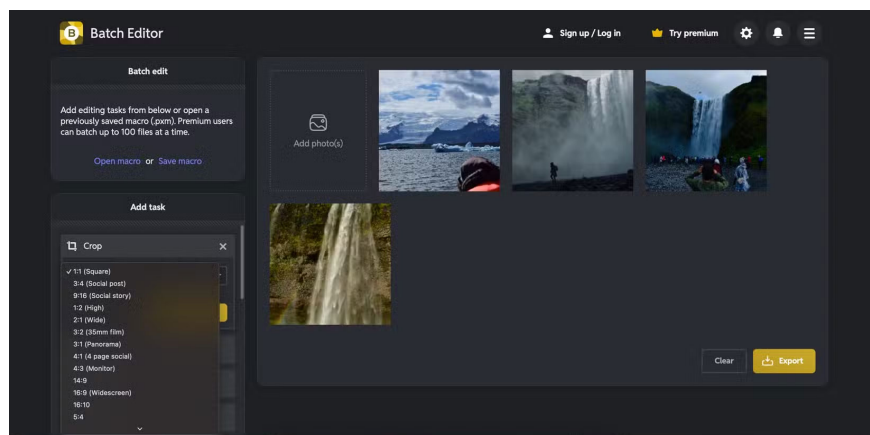 B
Batch Editor
Sign up / Log in
Try premium
Batch edit
Add editing tasks from below or open a
previously saved macro (.pxm). Premium users
can batch up to 100 files at a time.
Open macro or Save macro
Add task
Crop
✓ 1:1 (Square)
3:4 (Social post)
9:16 (Social story)
1:2 (High)
2:1 (Wide)
3:2 (35mm film)
3:1 (Panorama)
4:1 (4 page social)
4:3 (Monitor)
14:9
16:9 (Widescreen)
16:10
5:4
Add photo(s)
Clear
Export